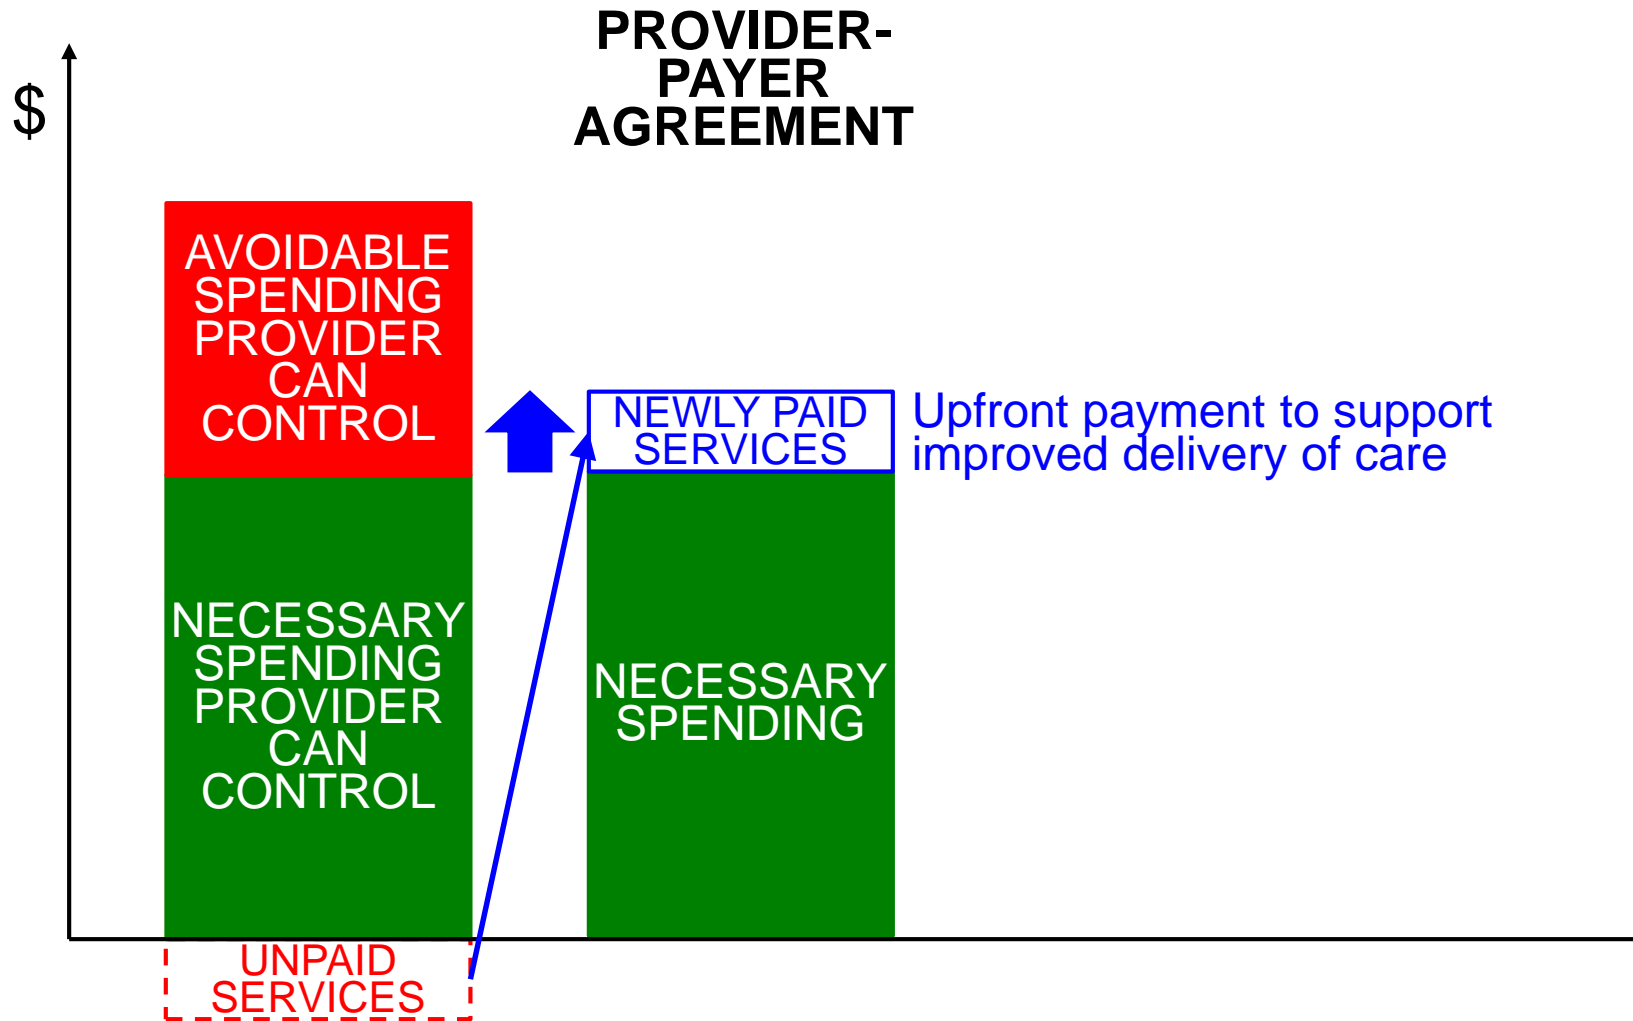 PROVIDER-
PAYER
AGREEMENT
$
AVOIDABLE
SPENDING
PROVIDER
CAN
CONTROL
NEWLY PAID
SERVICES
Upfront payment to support
improved delivery of care
NECESSARY
SPENDING
PROVIDER
CAN
CONTROL
NECESSARY
SPENDING
UNPAID
SERVICES